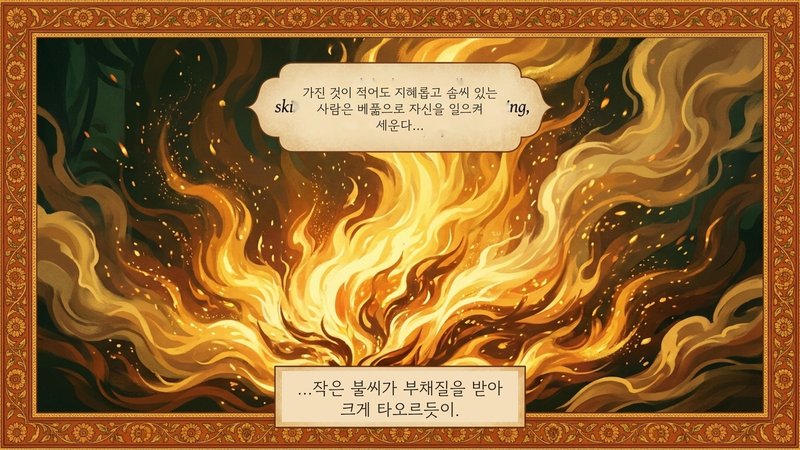 가진 것이 적어도 지혜롭고 솜씨 있는
사람은 베풂으로 자신을 일으켜
세운다...
...작은 불씨가 부채질을 받아
크게 타오르듯이.